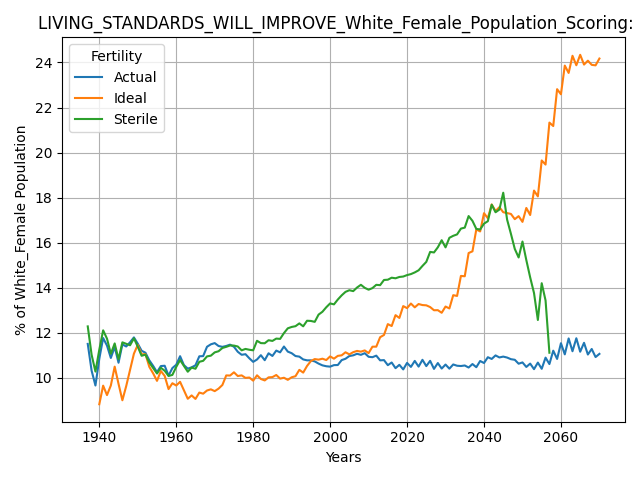 LIVING_STANDARDS_WILL_IMPROVE_White_Female_Population_Scoring:
Fertility
Actual
Ideal
Sterile
% of White_Female Population
24
22
20
18
16
14
12
10
1940 1960 1980 2000 2020 2040 2060
Years